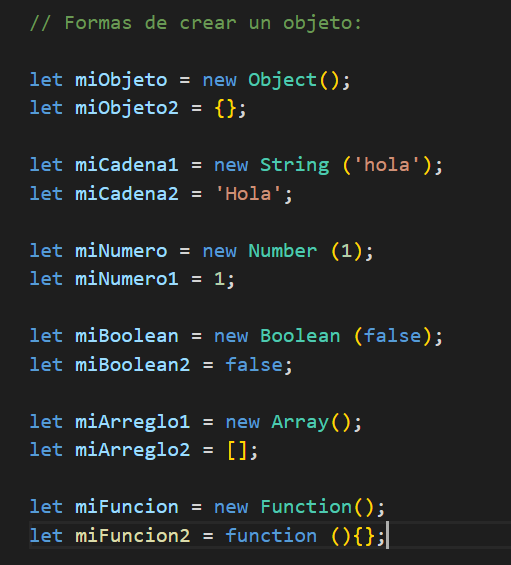 // Formas de crear un objeto:
let miObjeto = new Object();
let miObjeto2 = {};
let miCadena1 = new String ('hola');
let miCadena2 = 'Hola';
let miNumero = new Number (1);
let miNumero1 = 1;
let miBoolean = new Boolean (false);
let miBoolean2 = false;
let miArreglo1 = new Array();
let miArreglo2 = [];
let miFuncion = new Function();
let miFuncion2 = function (){};